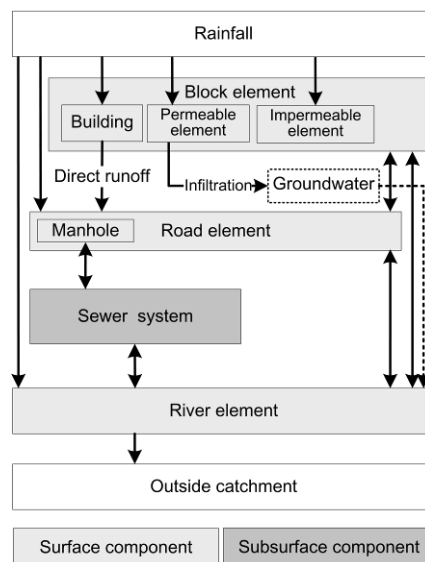 Rainfall
Block element
Building
Permeable
element
Impermeable
element
Direct runoff
Infiltration
Groundwater
Manhole
Road element
Sewer system
River element
Outside catchment
Surface component
Subsurface component